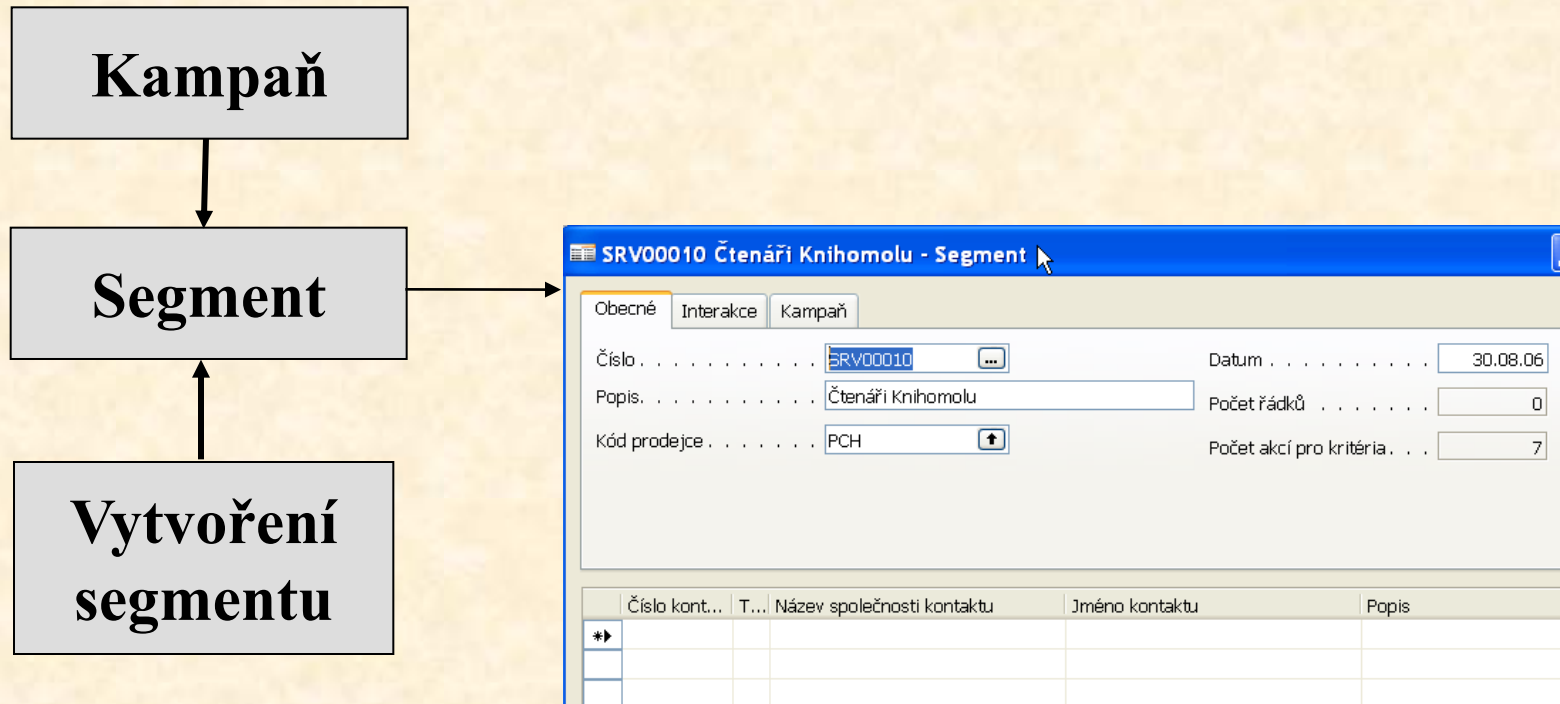 Kampaň
Segment
Vytvoření
segmentu
SRV00010 Čtenáři Knihomolu - Segment
Obecné Interakce Kampaň
Číslo . . . . . . . . . . . SRV00010 ... Datum . . . . . . . . . . 30.08.06
Popis. . . . . . . . . . . Čtenáři Knihomolu Počet řádků . . . . . . . 0
Kód prodejce . . . . . . . PCH Počet akcí pro kritéria. . . 7
Číslo kont... T... Název společnosti kontaktu Jméno kontaktu Popis